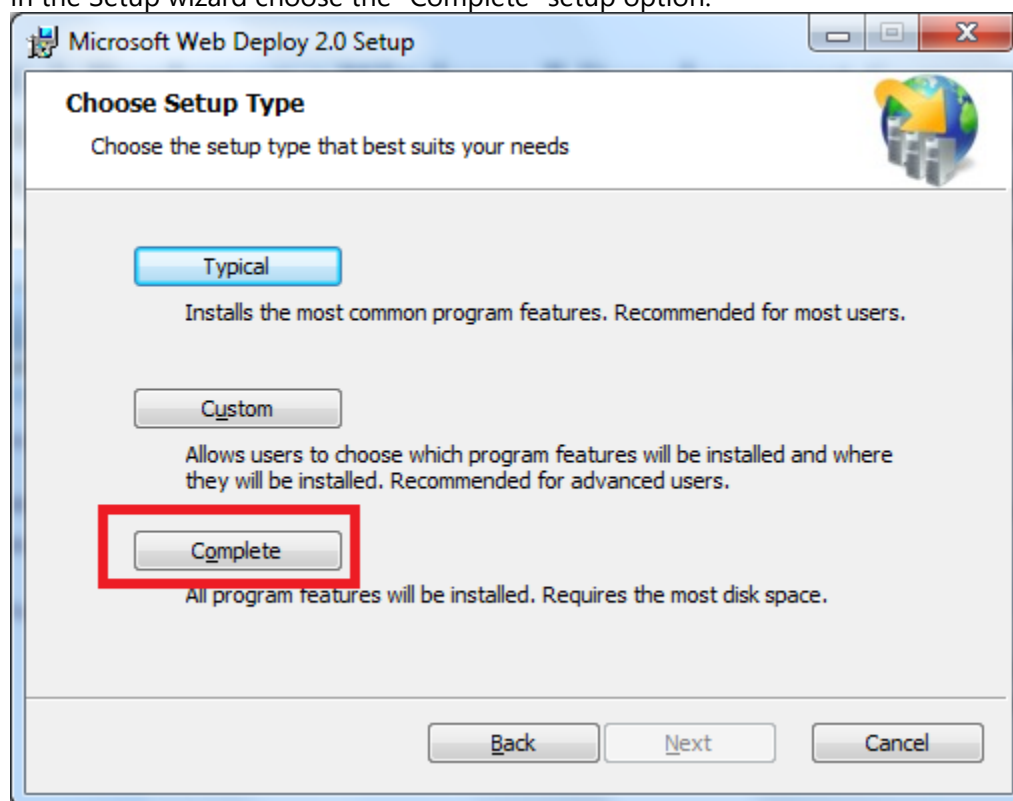 In the Setup wizard choose the "Complete" setup option.
Microsoft Web Deploy 2.0 Setup
Choose Setup Type
Choose the setup type that best suits your needs
Typical
Installs the most common program features. Recommended for most users.
Custom
Allows users to choose which program features will be installed and where
they will be installed. Recommended for advanced users.
Complete
All program features will be installed. Requires the most disk space.
Back Next Cancel